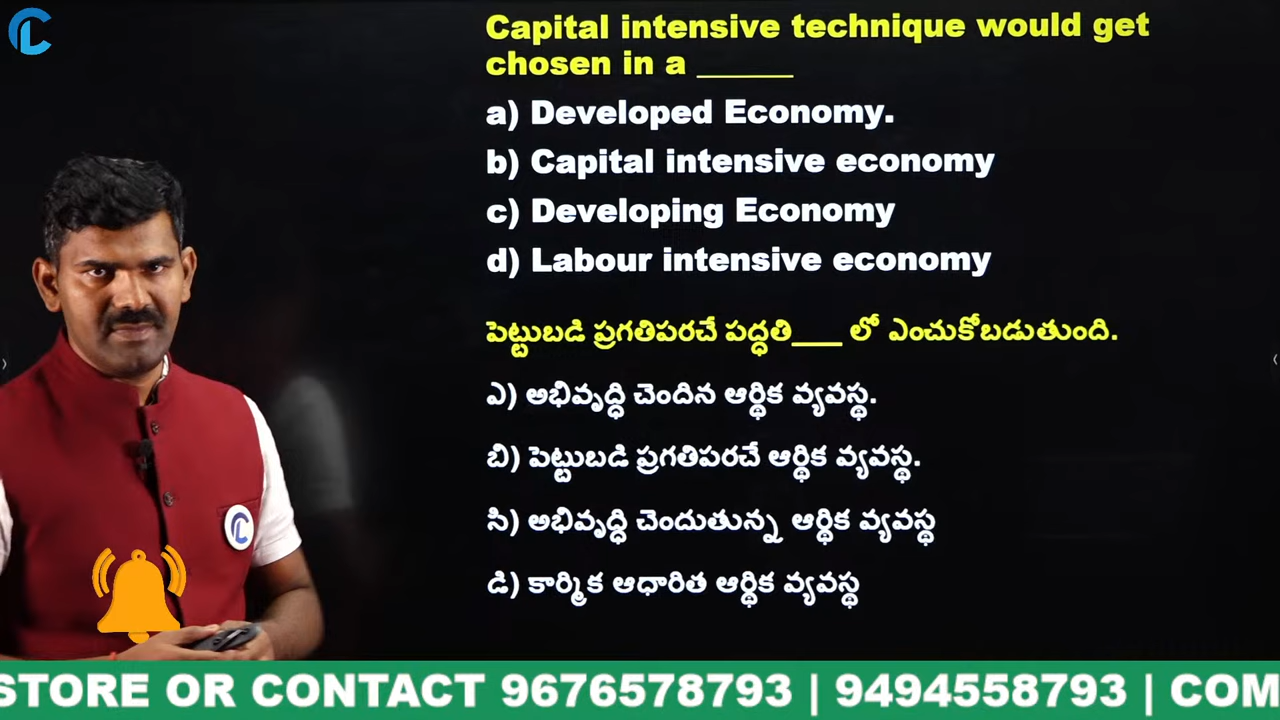 Capital intensive technique would get
chosen in a ______
a) Developed Economy.
b) Capital intensive economy
c) Developing Economy
d) Labour intensive economy
పెట్టుబడి ప్రగతిపరచే పద్ధతి___ లో ఎంచుకోబడుతుంది.
ఎ) అభివృద్ధి చెందిన ఆర్థిక వ్యవస్థ.
బి) పెట్టుబడి ప్రగతిపరచే ఆర్థిక వ్యవస్థ.
సి) అభివృద్ధి చెందుతున్న ఆర్థిక వ్యవస్థ
డి) కార్మిక ఆధారిత ఆర్థిక వ్యవస్థ
STORE OR CONTACT 9676578793 | 9494558793 | COM